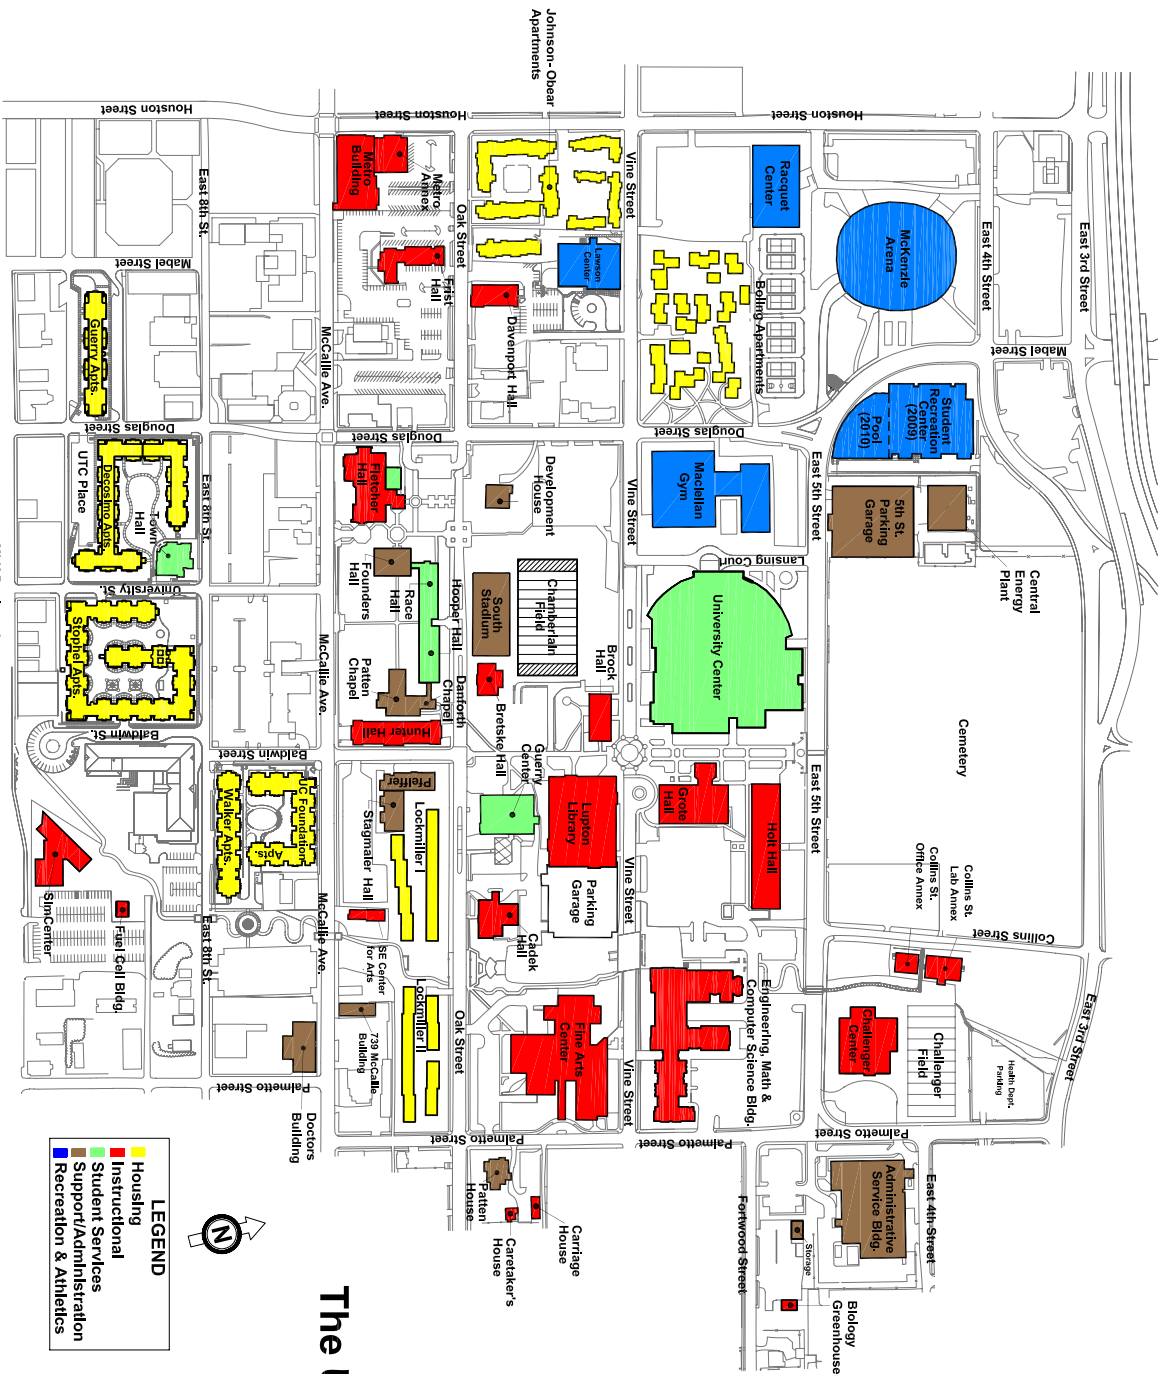 Johnson-Obear
Apartments
Houston Street
Houston Street
Houston Street
East 8th St.
Metro
Building
Metro
Annex
Oak Street
Vine Street
Racquet
Center
McKenzie
Arena
East 4th Street
East 3rd Street
Mabel Street
Frist
Hall
Lawson
Center
Davenport Hall
Boling Apartments
Mabel Street
Guerry Apts.
McCallie Ave.
Douglas Street
Douglas Street
Douglas Street
Student
Recreation
Center
(2009)
Pool
(2010)
UTC Place
Decosimo Apts.
Town
Hall
East 8th St.
Fletcher
Hall
Development
House
Vine Street
Maclellan
Gym
East 5th Street
5th St.
Parking
Garage
Central
Energy
Plant
University St.
Founders
Hall
Race
Hall
Hooper Hall
South
Stadium
Chamberlain
Field
Lansing Court
University Center
Stophel Apts.
McCallie Ave.
Patten
Chapel
Danforth
Chapel
Brock
Hall
Bretske Hall
Hunter Hall
Cemetery
Baldwin St.
Baldwin Street
Guerry
Center
UC Foundation
Apts.
Walker Apts.
Pfeiffer
Stagmaier Hall
Lockmiller I
Lupton
Library
Grote
Hall
Holt Hall
East 5th Street
Parking
Garage
Vine Street
Collins St.
Office Annex
Collins St.
Lab Annex
Collins Street
SimCenter
Fuel Cell Bldg.
East 8th St.
McCallie Ave.
SE Center
for Arts
Cadek
Hall
Lockmiller II
739 McCallie
Building
Oak Street
Fine Arts
Center
Vine Street
Engineering, Math &
Computer Science Bldg.
Challenger
Center
Challenger
Field
Health Dept.
Parking
East 3rd Street
Palmetto Street
Palmetto Street
Palmetto Street
Palmetto Street
Doctors
Building
Patten
House
Caretaker's
House
Carriage
House
Fortwood Street
Administrative
Service Bldg.
East 4th Street
Storage
Biology
Greenhouse
LEGEND
Housing
Instructional
Student Services
Support/Administration
Recreation & Athletics
N
The